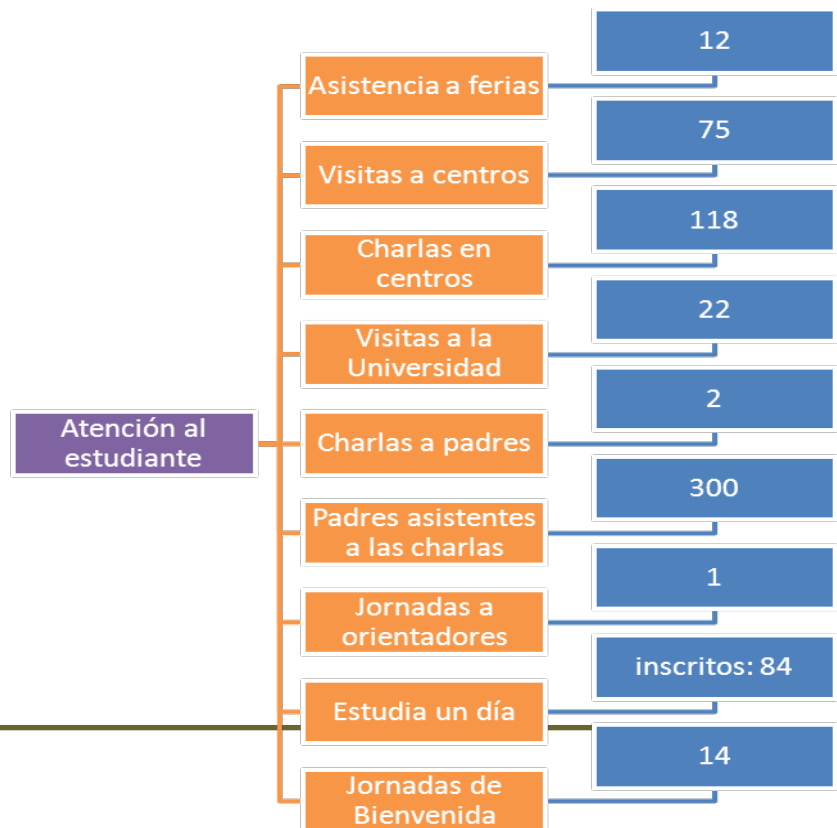 12
Asistencia a ferias
75
Visitas a centros
118
Charlas en
centros
22
Visitas a la
Universidad
2
Atención al
estudiante
Charlas a padres
300
Padres asistentes
a las charlas
1
Jornadas a
orientadores
inscritos: 84
Estudia un día
14
Jornadas de
Bienvenida